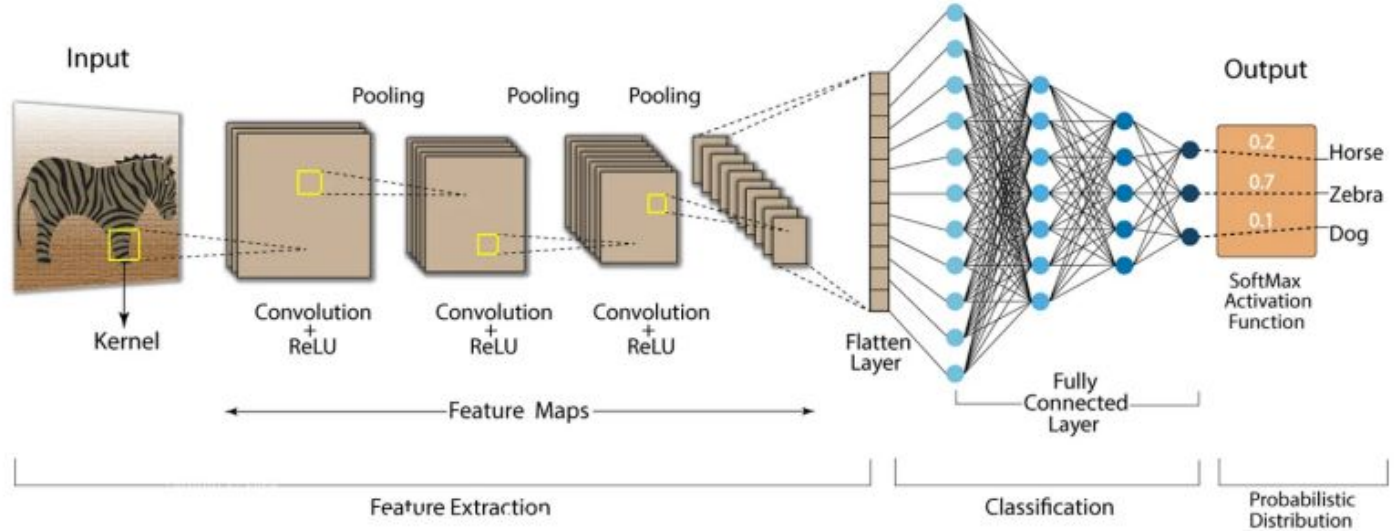 Input
Pooling
Pooling
Pooling
Output
0.2
Horse
0.7
Zebra
0.1
Dog
SoftMax
Activation
Function
Kernel
Convolution
+
ReLU
Convolution
+
ReLU
Convolution
+
ReLU
Flatten
Layer
Fully
Connected
Layer
Feature Maps
Feature Extraction
Classification
Probabilistic
Distribution